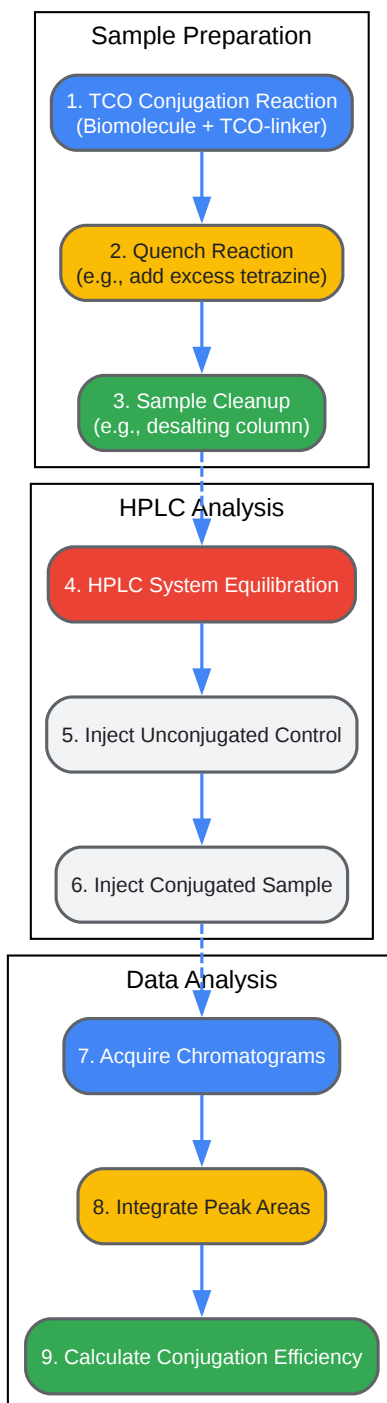 Sample Preparation
1. TCO Conjugation Reaction
(Biomolecule + TCO-linker)
2. Quench Reaction
(e.g., add excess tetrazine)
3. Sample Cleanup
(e.g., desalting column)
HPLC Analysis
4. HPLC System Equilibration
5. Inject Unconjugated Control
6. Inject Conjugated Sample
Data Analysis
7. Acquire Chromatograms
8. Integrate Peak Areas
9. Calculate Conjugation Efficiency